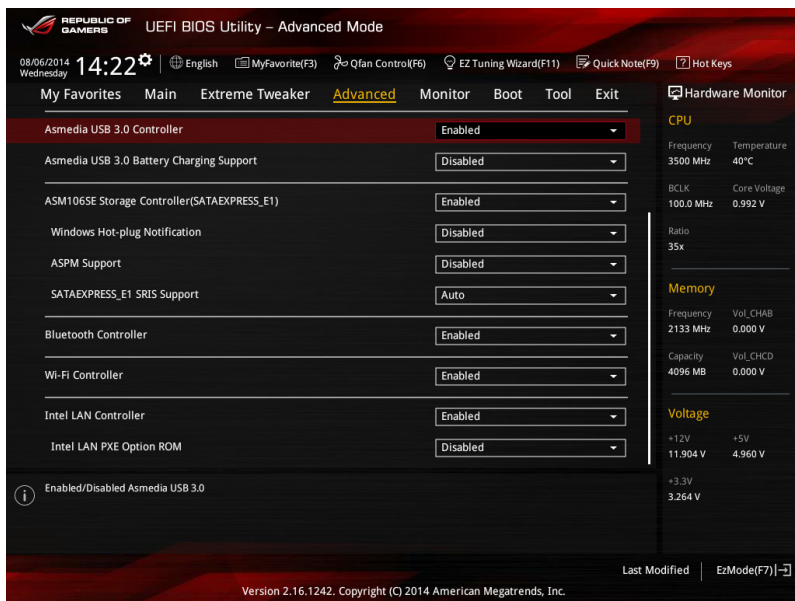 REPUBLIC OF
GAMERS
UEFI BIOS Utility – Advanced Mode
08/06/2014
Wednesday
14:22
English
MyFavorite(F3)
Qfan Control(F6)
EZ Tuning Wizard(F11)
Quick Note(F9)
? Hot Keys
My Favorites Main Extreme Tweaker Advanced Monitor Boot Tool Exit
Hardware Monitor
Asmedia USB 3.0 Controller Enabled
Asmedia USB 3.0 Battery Charging Support Disabled
ASM106SE Storage Controller(SATAEXPRESS_E1) Enabled
Windows Hot-plug Notification Disabled
ASPM Support Disabled
SATAEXPRESS_E1 SRIS Support Auto
Bluetooth Controller Enabled
Wi-Fi Controller Enabled
Intel LAN Controller Enabled
Intel LAN PXE Option ROM Disabled
i Enabled/Disabled Asmedia USB 3.0
CPU
Frequency Temperature
3500 MHz 40°C
BCLK Core Voltage
100.0 MHz 0.992 V
Ratio
35x
Memory
Frequency Vol_CHAB
2133 MHz 0.000 V
Capacity Vol_CHCD
4096 MB 0.000 V
Voltage
+12V +5V
11.904 V 4.960 V
+3.3V
3.264 V
Last Modified EzMode(F7)
Version 2.16.1242. Copyright (C) 2014 American Megatrends, Inc.